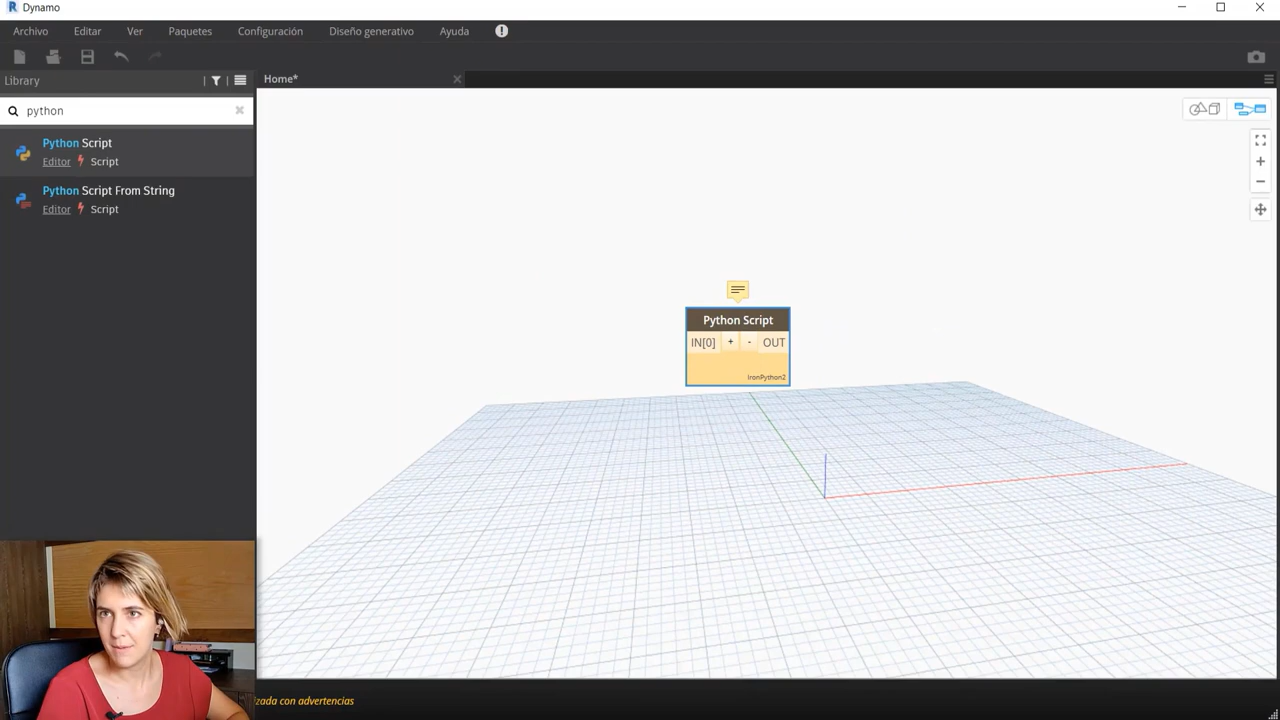 Dynamo
Archivo Editar Ver Paquetes Configuración Diseño generativo Ayuda
Library
Home*
python
Python Script
Editor Script
Python Script From String
Editor Script
Python Script
IN[0] + - OUT
IronPython2
zada con advertencias